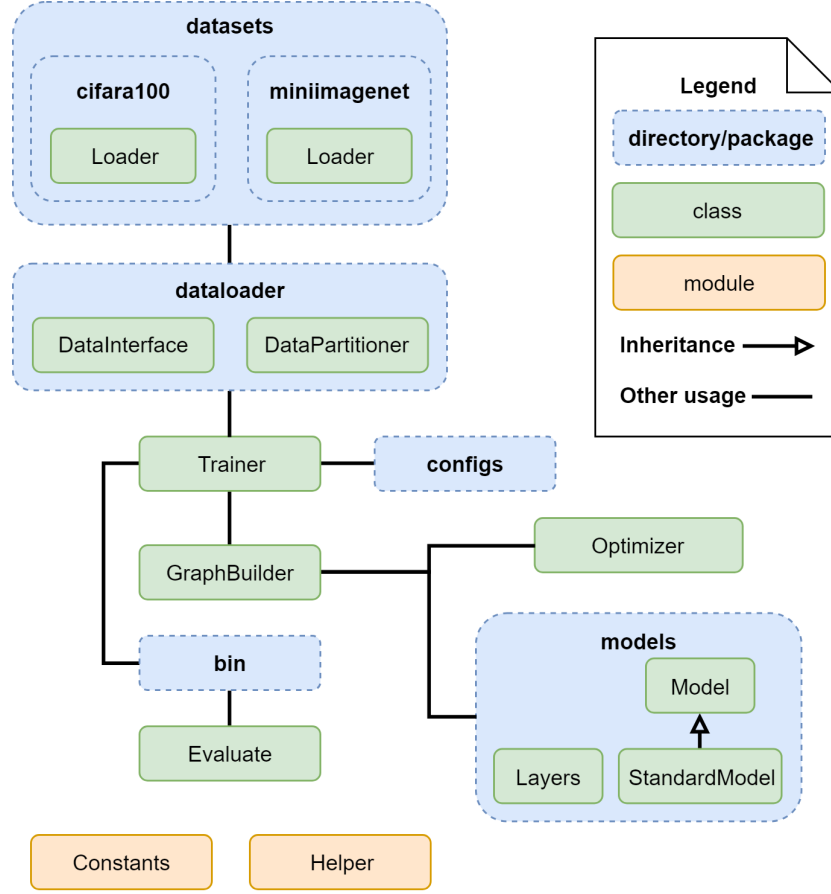 datasets
cifara100
miniimagenet
Loader
Loader
Legend
directory/package
class
module
Inheritance
Other usage
dataloader
DataInterface
DataPartitioner
Trainer
configs
GraphBuilder
Optimizer
bin
models
Model
Evaluate
Layers
StandardModel
Constants
Helper